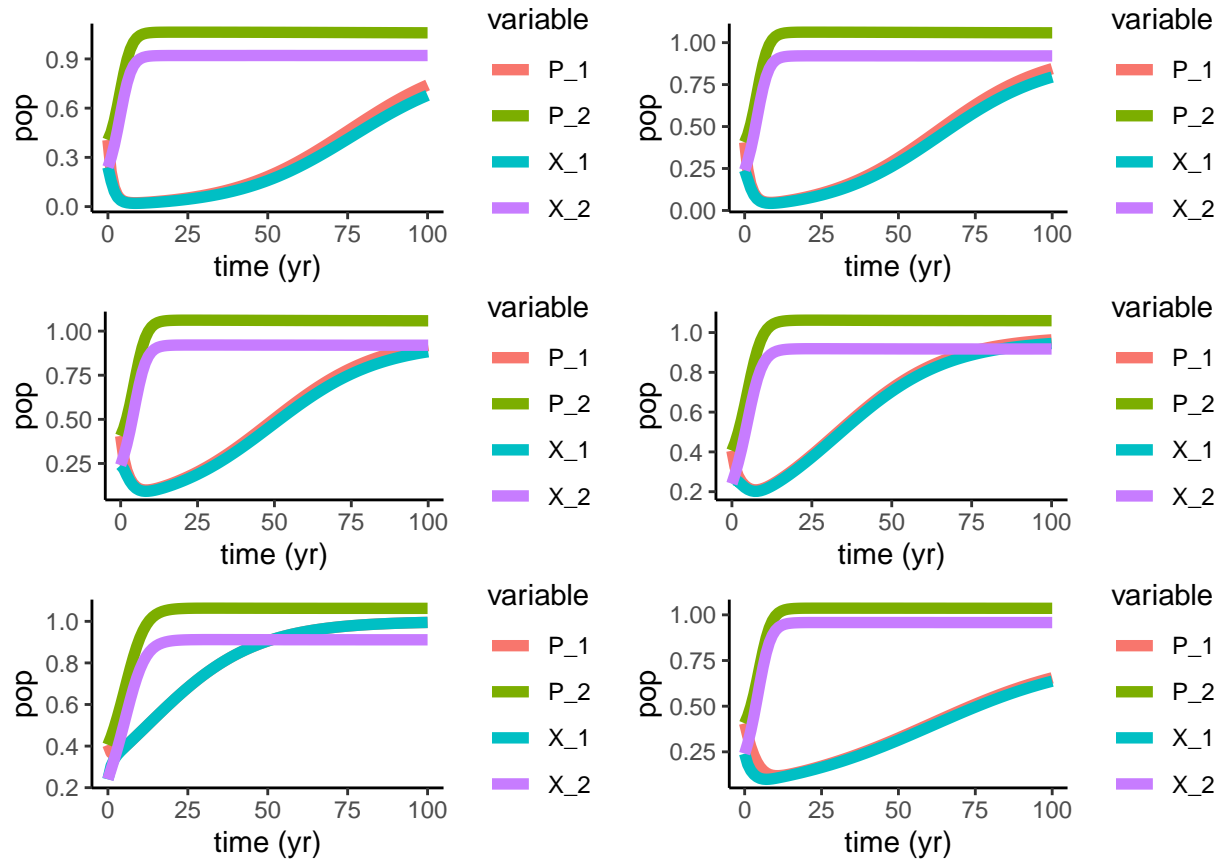 variable
P_1
P_2
X_1
X_2
pop
0.9
0.6
0.3
0.0
0 25 50 75 100
time (yr)
variable
P_1
P_2
X_1
X_2
pop
1.00
0.75
0.50
0.25
0.00
0 25 50 75 100
time (yr)
variable
P_1
P_2
X_1
X_2
pop
1.00
0.75
0.50
0.25
0 25 50 75 100
time (yr)
variable
P_1
P_2
X_1
X_2
pop
1.0
0.8
0.6
0.4
0.2
0 25 50 75 100
time (yr)
variable
P_1
P_2
X_1
X_2
pop
1.0
0.8
0.6
0.4
0.2
0 25 50 75 100
time (yr)
variable
P_1
P_2
X_1
X_2
pop
1.00
0.75
0.50
0.25
0 25 50 75 100
time (yr)